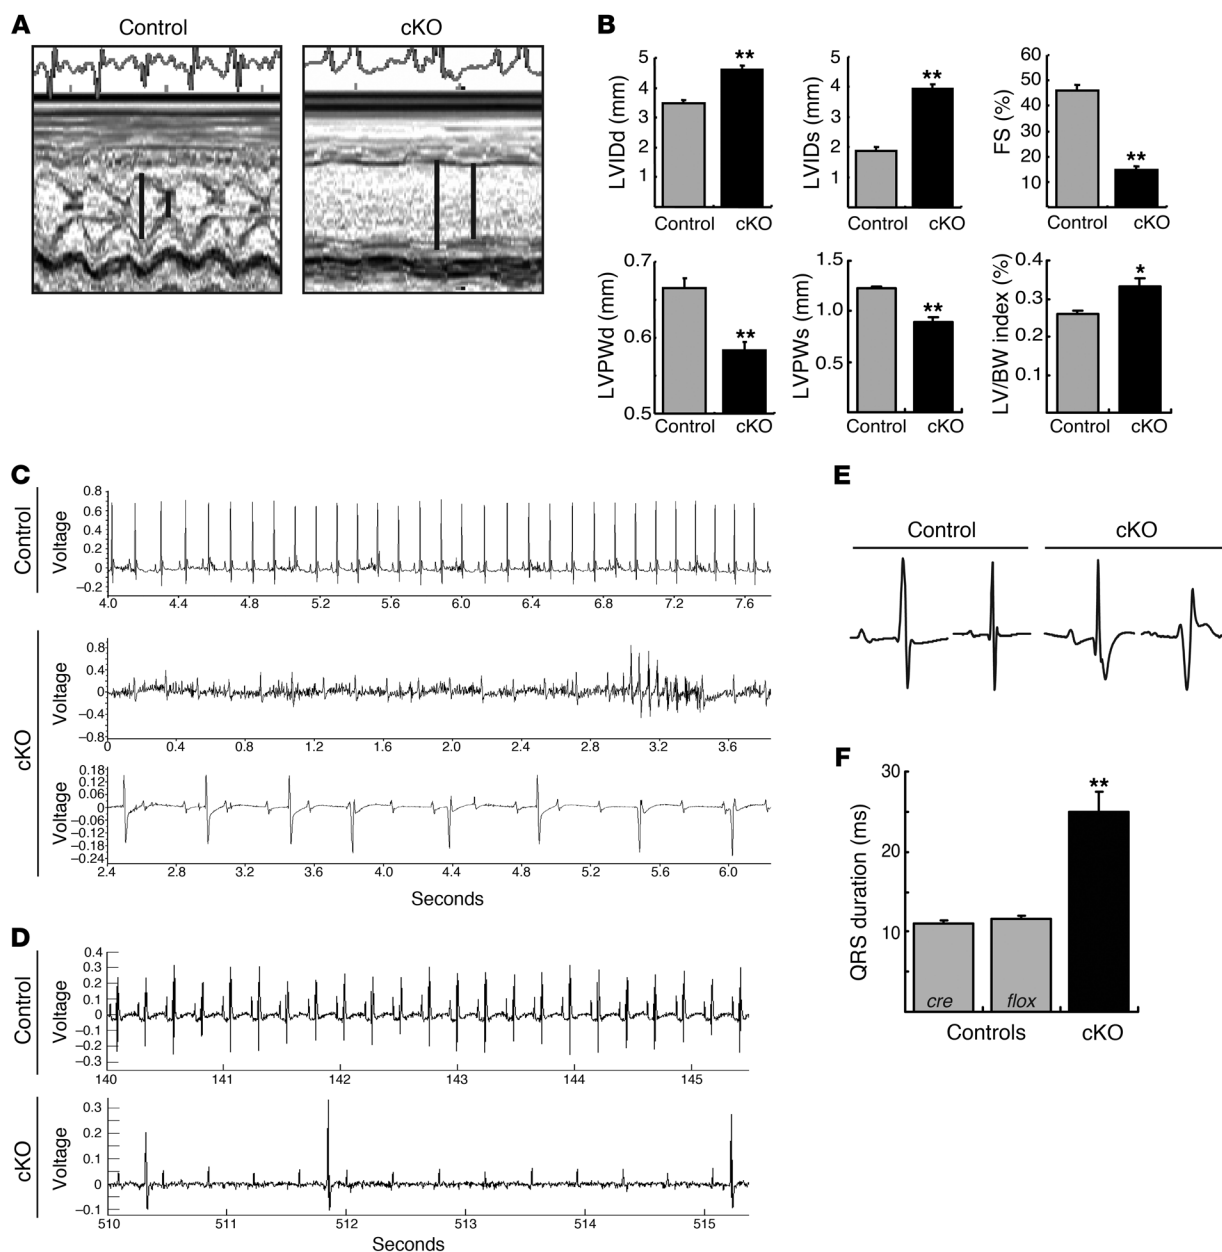 A
Control
cKO
B
5
4
3
2
1
LVIDd (mm)
**
Control
cKO
5
4
3
2
1
LVIDs (mm)
**
Control
cKO
60
50
40
30
20
10
FS (%)
**
Control
cKO
0.7
0.6
0.5
LVPWd (mm)
**
Control
cKO
1.5
1.0
0.5
LVPWs (mm)
**
Control
cKO
0.4
0.3
0.2
0.1
LV/BW index (%)
*
Control
cKO
C
Control
Voltage
0.8
0.6
0.4
0.2
0
–0.2
4.0 4.4 4.8 5.2 5.6 6.0 6.4 6.8 7.2 7.6
cKO
Voltage
0.8
0.4
0
–0.4
–0.8
0 0.4 0.8 1.2 1.6 2.0 2.4 2.8 3.2 3.6
Voltage
0.18
0.12
0.06
0
–0.06
–0.12
–0.18
–0.24
2.4 2.8 3.2 3.6 4.0 4.4 4.8 5.2 5.6 6.0
Seconds
D
Control
Voltage
0.4
0.3
0.2
0.1
0
–0.1
–0.2
–0.3
140 141 142 143 144 145
cKO
Voltage
0.3
0.2
0.1
0
–0.1
510 511 512 513 514 515
Seconds
E
Control
cKO
F
QRS duration (ms)
30
20
10
**
cre
flox
Controls
cKO